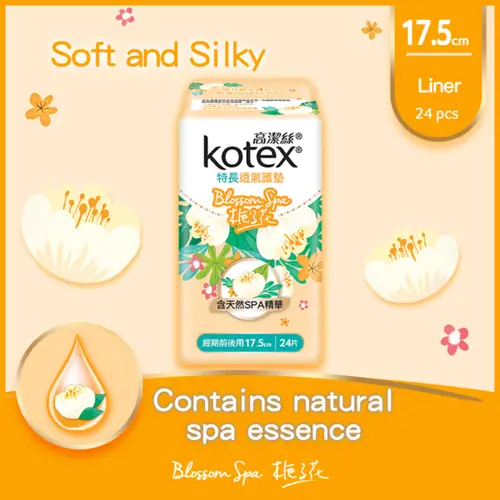 Soft and Silky
17.5cm
Liner
24 pcs
高潔絲®
kotex®
特長透氣護墊
Blossom Spa
梔子花
含天然SPA精華
經期前後用17.5cm
24片
Contains natural
spa essence
Blossom Spa 梔子花